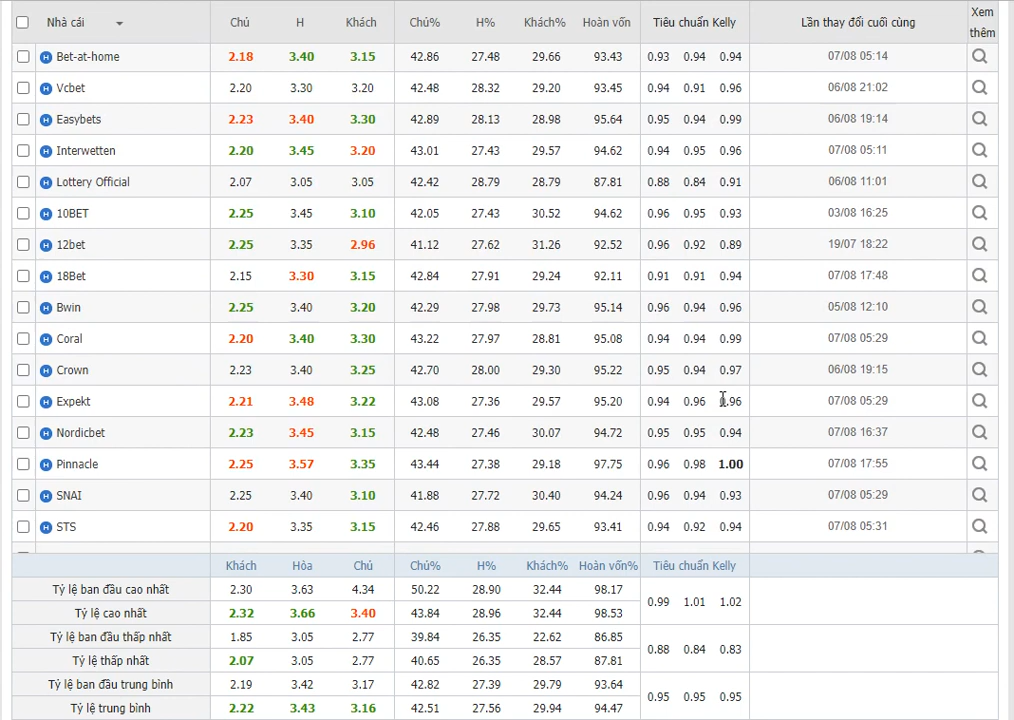 Nhà cái Chủ H Khách Chủ% H% Khách% Hoàn vốn Tiêu chuẩn Kelly Lần thay đổi cuối cùng Xem thêm
H Bet-at-home 2.18 3.40 3.15 42.86 27.48 29.66 93.43 0.93 0.94 0.94 07/08 05:14
H Vcbet 2.20 3.30 3.20 42.48 28.32 29.20 93.45 0.94 0.91 0.96 06/08 21:02
H Easybets 2.23 3.40 3.30 42.89 28.13 28.98 95.64 0.95 0.94 0.99 06/08 19:14
H Interwetten 2.20 3.45 3.20 43.01 27.43 29.57 94.62 0.94 0.95 0.96 07/08 05:11
H Lottery Official 2.07 3.05 3.05 42.42 28.79 28.79 87.81 0.88 0.84 0.91 06/08 11:01
H 10BET 2.25 3.45 3.10 42.05 27.43 30.52 94.62 0.96 0.95 0.93 03/08 16:25
H 12bet 2.25 3.35 2.96 41.12 27.62 31.26 92.52 0.96 0.92 0.89 19/07 18:22
H 18Bet 2.15 3.30 3.15 42.84 27.91 29.24 92.11 0.91 0.91 0.94 07/08 17:48
H Bwin 2.25 3.40 3.20 42.29 27.98 29.73 95.14 0.96 0.94 0.96 05/08 12:10
H Coral 2.20 3.40 3.30 43.22 27.97 28.81 95.08 0.94 0.94 0.99 07/08 05:29
H Crown 2.23 3.40 3.25 42.70 28.00 29.30 95.22 0.95 0.94 0.97 06/08 19:15
H Expekt 2.21 3.48 3.22 43.08 27.36 29.57 95.20 0.94 0.96 0.96 07/08 05:29
H Nordicbet 2.23 3.45 3.15 42.48 27.46 30.07 94.72 0.95 0.95 0.94 07/08 16:37
H Pinnacle 2.25 3.57 3.35 43.44 27.38 29.18 97.75 0.96 0.98 1.00 07/08 17:55
H SNAI 2.25 3.40 3.10 41.88 27.72 30.40 94.24 0.96 0.94 0.93 07/08 05:29
H STS 2.20 3.35 3.15 42.46 27.88 29.65 93.41 0.94 0.92 0.94 07/08 05:31
Khách Hòa Chủ Chủ% H% Khách% Hoàn vốn% Tiêu chuẩn Kelly
Tỷ lệ ban đầu cao nhất 2.30 3.63 4.34 50.22 28.90 32.44 98.17
0.99 1.01 1.02
Tỷ lệ cao nhất 2.32 3.66 3.40 43.84 28.96 32.44 98.53
Tỷ lệ ban đầu thấp nhất 1.85 3.05 2.77 39.84 26.35 22.62 86.85
0.88 0.84 0.83
Tỷ lệ thấp nhất 2.07 3.05 2.77 40.65 26.35 28.57 87.81
Tỷ lệ ban đầu trung bình 2.19 3.42 3.17 42.82 27.39 29.79 93.64
0.95 0.95 0.95
Tỷ lệ trung bình 2.22 3.43 3.16 42.51 27.56 29.94 94.47